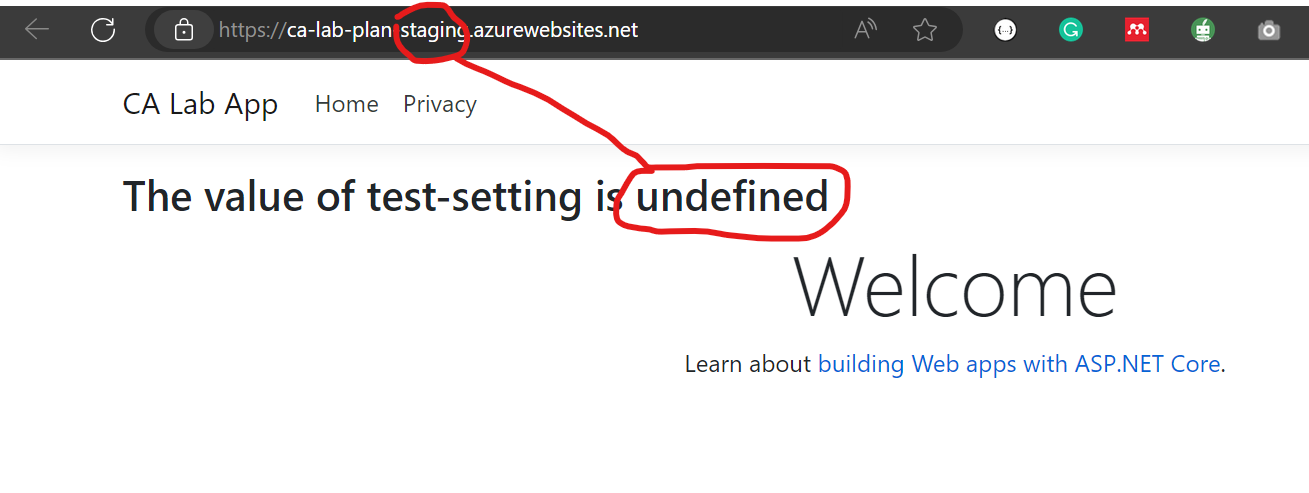 https://ca-lab-plan-staging.azurewebsites.net
CA Lab App Home Privacy
The value of test-setting is undefined
Welcome
Learn about building Web apps with ASP.NET Core.